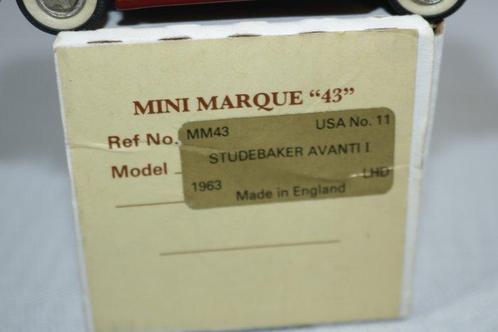 MINI MARQUE "43"
Ref No. MM43 USA No. 11
Model STUDEBAKER AVANTI I
1963 LHD
Made in England